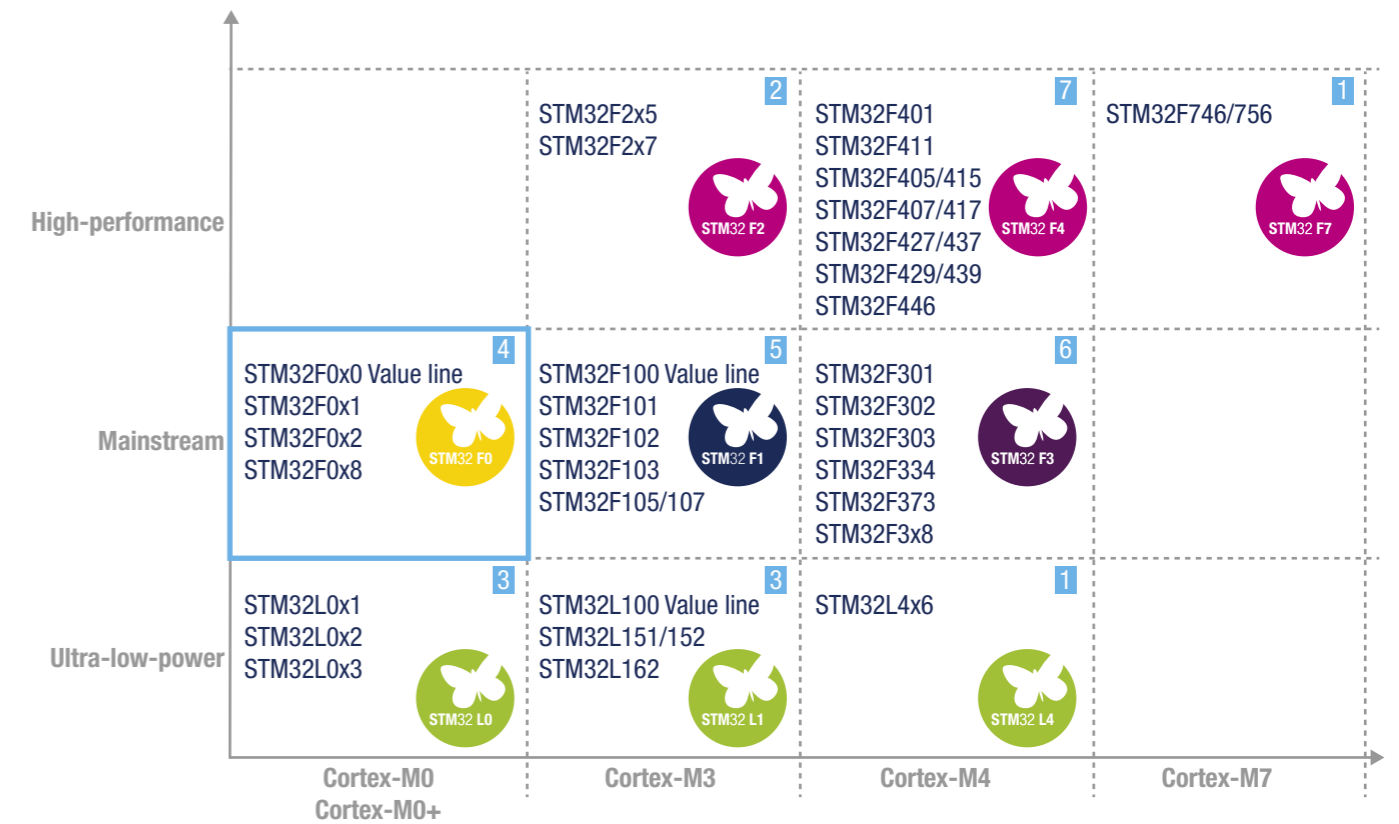 High-performance
2
STM32F2x5
STM32F2x7
STM32 F2
7
STM32F401
STM32F411
STM32F405/415
STM32F407/417
STM32F427/437
STM32F429/439
STM32F446
STM32 F4
1
STM32F746/756
STM32 F7
Mainstream
4
STM32F0x0 Value line
STM32F0x1
STM32F0x2
STM32F0x8
STM32 F0
5
STM32F100 Value line
STM32F101
STM32F102
STM32F103
STM32F105/107
STM32 F1
6
STM32F301
STM32F302
STM32F303
STM32F334
STM32F373
STM32F3x8
STM32 F3
Ultra-low-power
3
STM32L0x1
STM32L0x2
STM32L0x3
STM32 L0
3
STM32L100 Value line
STM32L151/152
STM32L162
STM32 L1
1
STM32L4x6
STM32 L4
Cortex-M0
Cortex-M0+
Cortex-M3
Cortex-M4
Cortex-M7